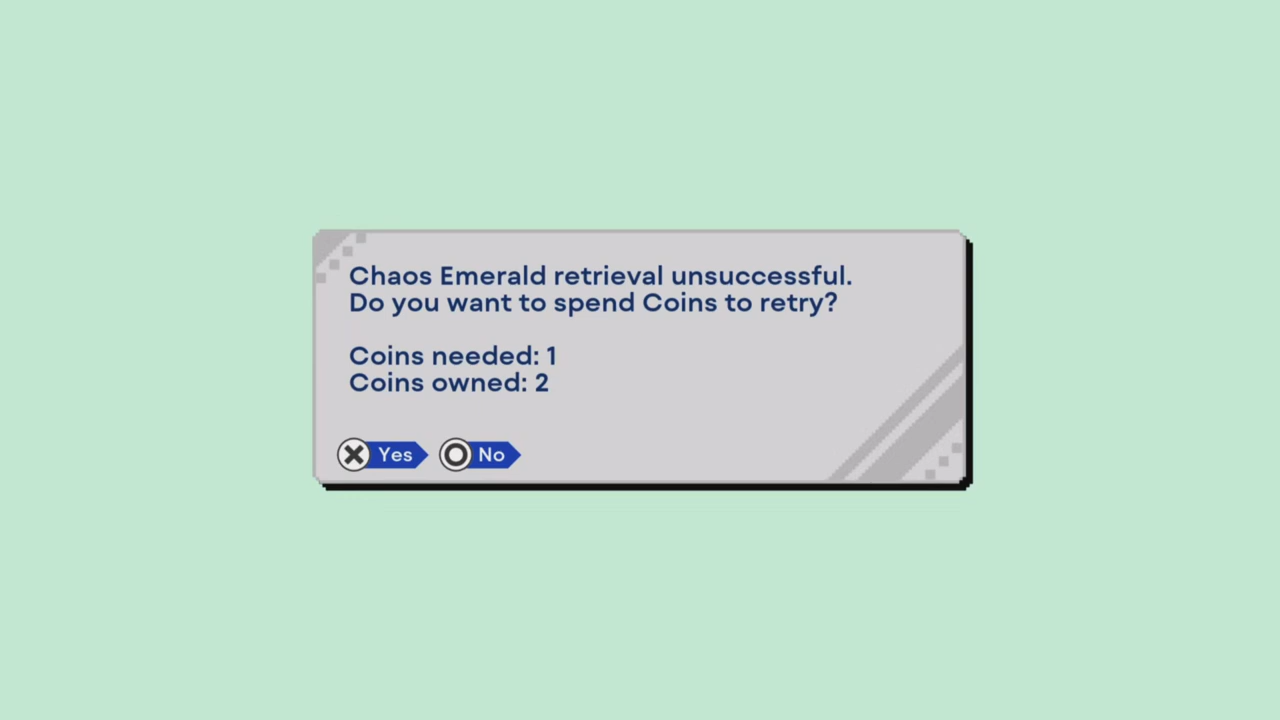 Chaos Emerald retrieval unsuccessful.
Do you want to spend Coins to retry?
Coins needed: 1
Coins owned: 2
Yes No